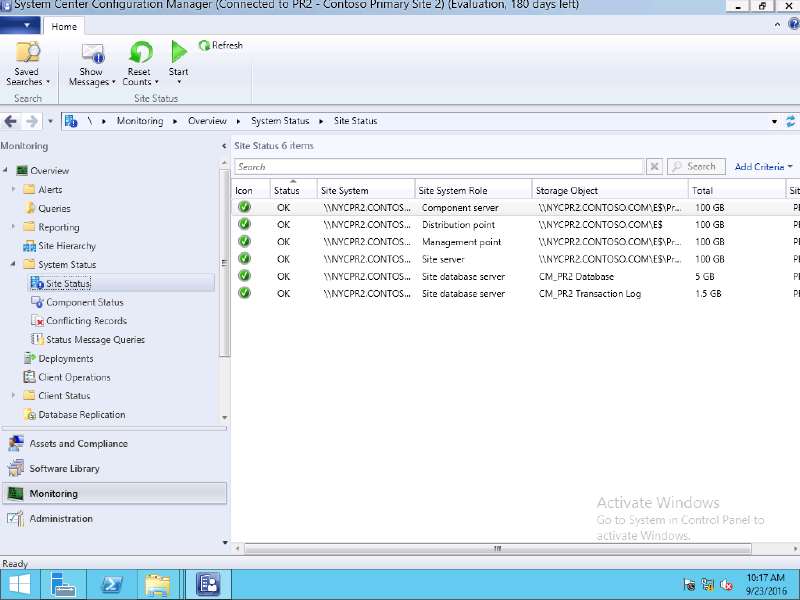 System Center Configuration Manager (Connected to PR2 - Contoso Primary Site 2) (Evaluation, 180 days left)
Home
Saved Searches
Show Messages
Reset Counts
Start
Refresh
Search
Site Status
\ Monitoring Overview System Status Site Status
Monitoring
Overview
Alerts
Queries
Reporting
Site Hierarchy
System Status
Site Status
Component Status
Conflicting Records
Status Message Queries
Deployments
Client Operations
Client Status
Database Replication
Assets and Compliance
Software Library
Monitoring
Administration
Site Status 6 items
Search Search Add Criteria
Icon Status Site System Site System Role Storage Object Total Sit
OK \\NYCPR2.CONTOS... Component server \\NYCPR2.CONTOSO.COM\E$\Pr... 100 GB
OK \\NYCPR2.CONTOS... Distribution point \\NYCPR2.CONTOSO.COM\E$ 100 GB
OK \\NYCPR2.CONTOS... Management point \\NYCPR2.CONTOSO.COM\E$\Pr... 100 GB
OK \\NYCPR2.CONTOS... Site server \\NYCPR2.CONTOSO.COM\E$\Pr... 100 GB
OK \\NYCPR2.CONTOS... Site database server CM_PR2 Database 5 GB
OK \\NYCPR2.CONTOS... Site database server CM_PR2 Transaction Log 1.5 GB
Activate Windows
Go to System in Control Panel to
activate Windows.
Ready
10:17 AM
9/23/2016